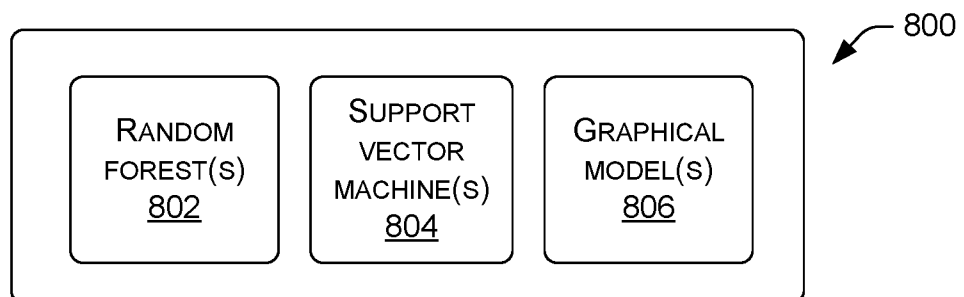 800
RANDOM
FOREST(S)
802
SUPPORT
VECTOR
MACHINE(S)
804
GRAPHICAL
MODEL(S)
806